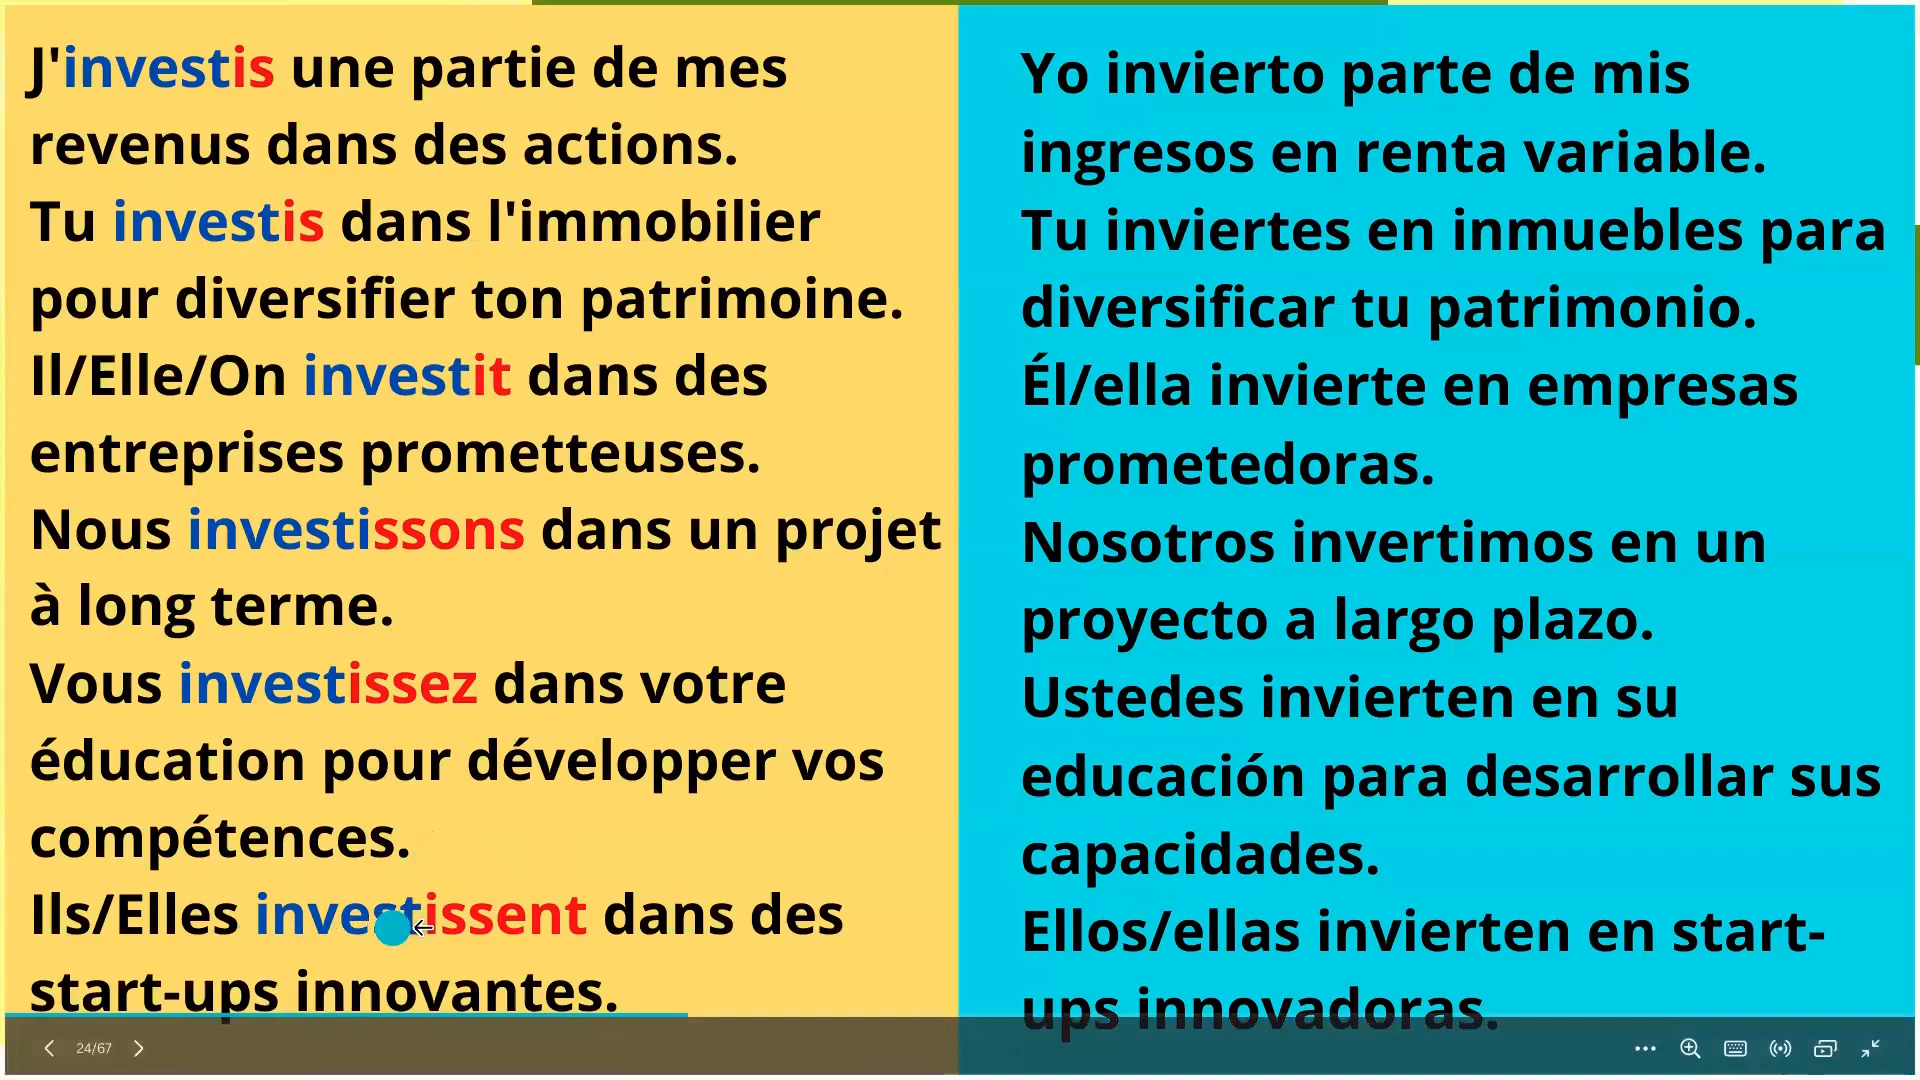 J'investis une partie de mes
revenus dans des actions.
Tu investis dans l'immobilier
pour diversifier ton patrimoine.
Il/Elle/On investit dans des
entreprises prometteuses.
Nous investissons dans un projet
à long terme.
Vous investissez dans votre
éducation pour développer vos
compétences.
Ils/Elles investissent dans des
start-ups innovantes.
Yo invierto parte de mis
ingresos en renta variable.
Tu inviertes en inmuebles para
diversificar tu patrimonio.
Él/ella invierte en empresas
prometedoras.
Nosotros invertimos en un
proyecto a largo plazo.
Ustedes invierten en su
educación para desarrollar sus
capacidades.
Ellos/ellas invierten en start-
ups innovadoras.
24/67